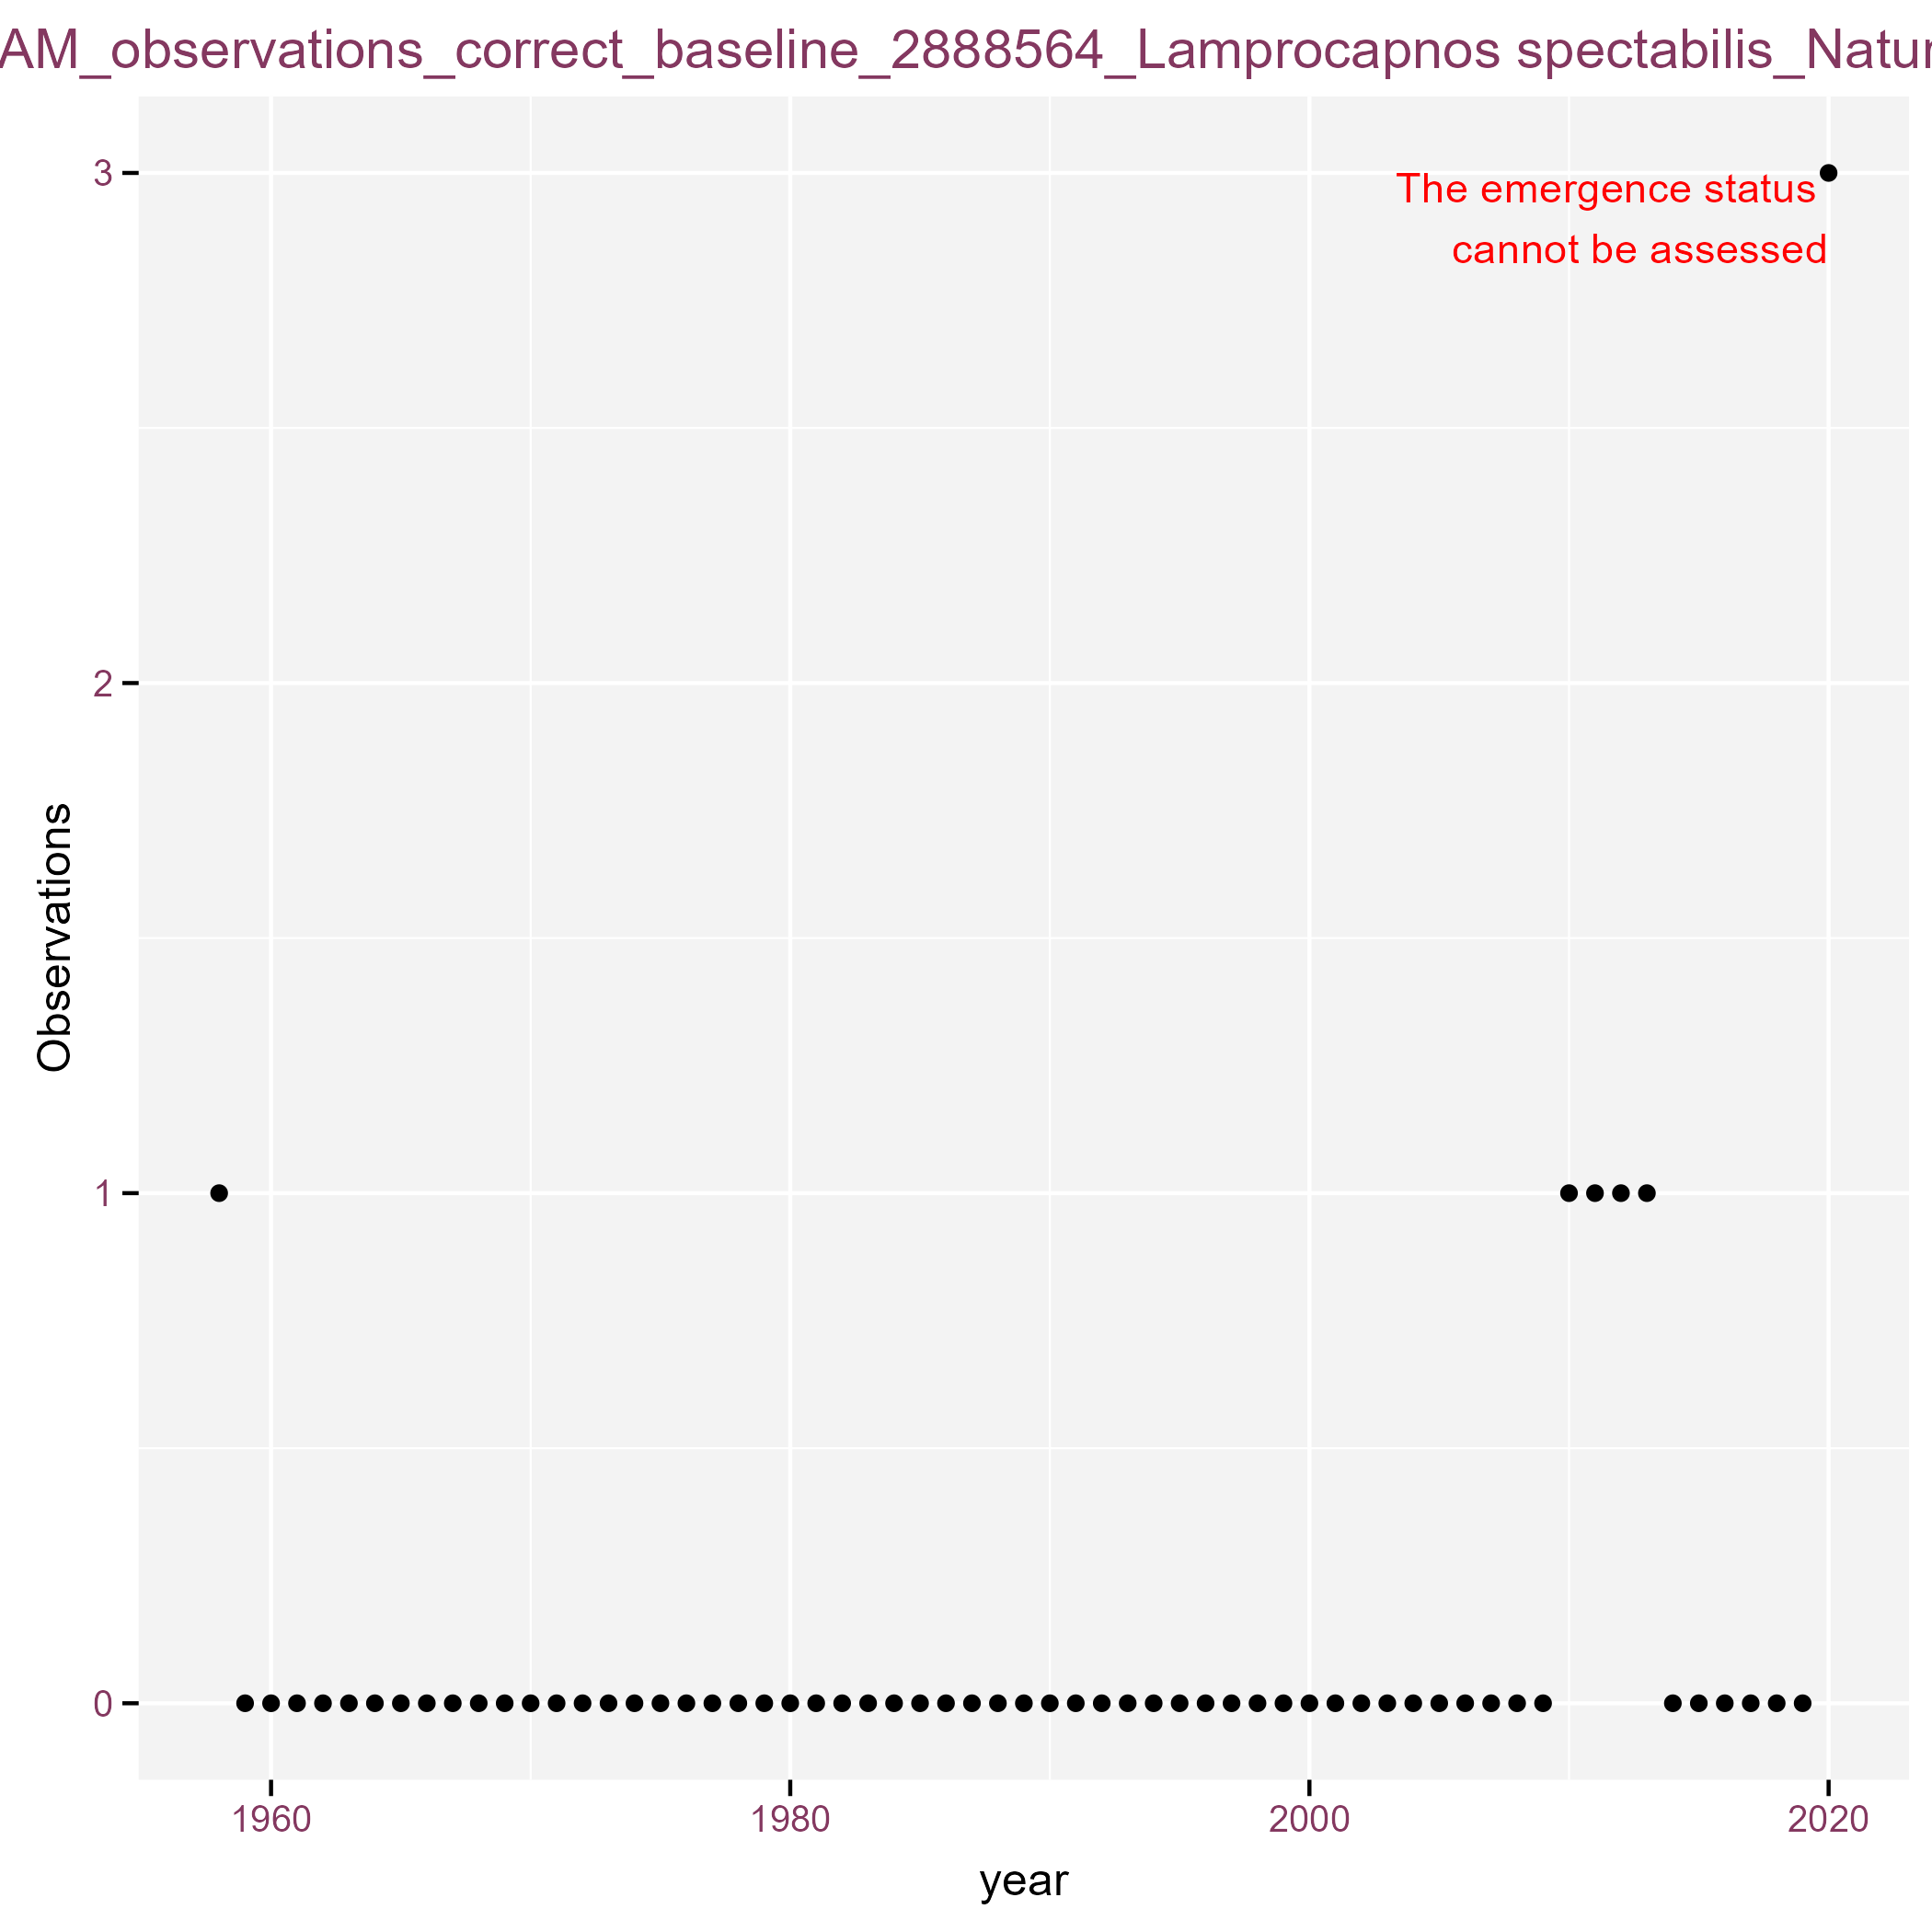 AM_observations_correct_baseline_2888564_Lamprocapnos spectabilis_Natur
3
The emergence status
cannot be assessed
2
Observations
1
0
1960 1980 2000 2020
year